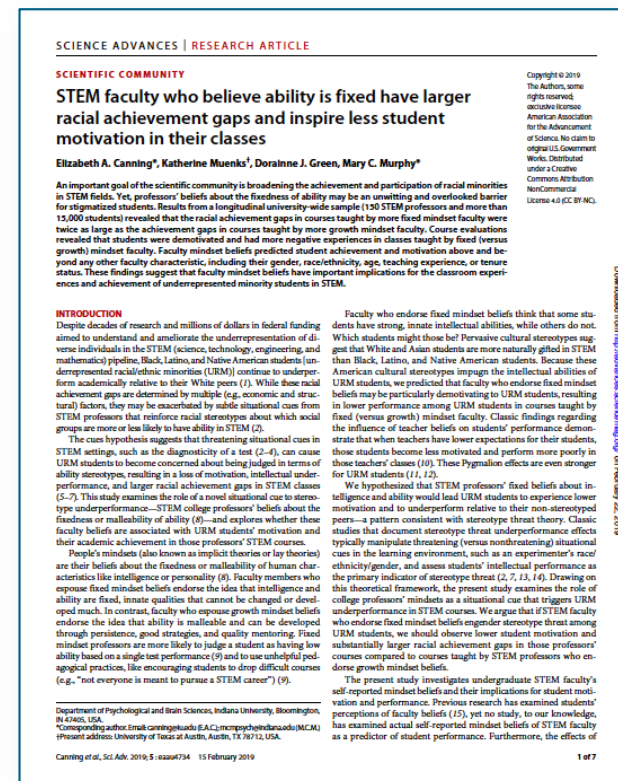 SCIENCE ADVANCES | RESEARCH ARTICLE
SCIENTIFIC COMMUNITY
STEM faculty who believe ability is fixed have larger
racial achievement gaps and inspire less student
motivation in their classes
Elizabeth A. Canning*, Katherine Muenks†, Dorainne J. Green, Mary C. Murphy*
An important goal of the scientific community is broadening the achievement and participation of racial minorities
in STEM fields. Yet, professors' beliefs about the fixedness of ability may be an unwitting and overlooked barrier
for stigmatized students. Results from a longitudinal university-wide sample (150 STEM professors and more than
15,000 students) revealed that the racial achievement gaps in courses taught by more fixed mindset faculty were
twice as large as the achievement gaps in courses taught by more growth mindset faculty. Course evaluations
revealed that students were demotivated and had more negative experiences in classes taught by fixed (versus
growth) mindset faculty. Faculty mindset beliefs predicted student achievement and motivation above and be-
yond any other faculty characteristic, including their gender, race/ethnicity, age, teaching experience, or tenure
status. These findings suggest that faculty mindset beliefs have important implications for the classroom experi-
ences and achievement of underrepresented minority students in STEM.
Copyright © 2019
The Authors, some
rights reserved;
exclusive licensee
American Association
for the Advancement
of Science. No claim to
original U.S. Government
Works. Distributed
under a Creative
Commons Attribution
NonCommercial
License 4.0 (CC BY-NC).
INTRODUCTION
Despite decades of research and millions of dollars in federal funding
aimed to understand and ameliorate the underrepresentation of di-
verse individuals in the STEM (science, technology, engineering, and
mathematics) pipeline, Black, Latino, and Native American students [un-
derrepresented racial/ethnic minorities (URM)] continue to underper-
form academically relative to their White peers (1). While these racial
achievement gaps are determined by multiple (e.g., economic and struc-
tural) factors, they may be exacerbated by subtle situational cues from
STEM professors that reinforce racial stereotypes about which social
groups are more or less likely to have ability in STEM (2).
The cues hypothesis suggests that threatening situational cues in
STEM settings, such as the diagnosticity of a test (2–4), can cause
URM students to become concerned about being judged in terms of
ability stereotypes, resulting in a loss of motivation, intellectual under-
performance, and larger racial achievement gaps in STEM classes
(5–7). This study examines the role of a novel situational cue to stereo-
type underperformance—STEM college professors' beliefs about the
fixedness or malleability of ability (8)—and explores whether these
faculty beliefs are associated with URM students' motivation and
their academic achievement in those professors' STEM courses.
People's mindsets (also known as implicit theories or lay theories)
are their beliefs about the fixedness or malleability of human char-
acteristics like intelligence or personality (8). Faculty members who
espouse fixed mindset beliefs endorse the idea that intelligence and
ability are fixed, innate qualities that cannot be changed or devel-
oped much. In contrast, faculty who espouse growth mindset beliefs
endorse the idea that ability is malleable and can be developed
through persistence, good strategies, and quality mentoring. Fixed
mindset professors are more likely to judge a student as having low
ability based on a single test performance (9) and to use unhelpful ped-
agogical practices, like encouraging students to drop difficult courses
(e.g., "not everyone is meant to pursue a STEM career") (9).
Department of Psychological and Brain Sciences, Indiana University, Bloomington,
IN 47405, USA.
*Corresponding author. Email: canning@iu.edu (E.A.C.); mcmpsych@indiana.edu (M.C.M.)
†Present address: University of Texas at Austin, Austin, TX 78712, USA.
Faculty who endorse fixed mindset beliefs think that some stu-
dents have strong, innate intellectual abilities, while others do not.
Which students might those be? Pervasive cultural stereotypes sug-
gest that White and Asian students are more naturally gifted in STEM
than Black, Latino, and Native American students. Because these
American cultural stereotypes impugn the intellectual abilities of
URM students, we predicted that faculty who endorse fixed mindset
beliefs may be particularly demotivating to URM students, resulting
in lower performance among URM students in courses taught by
fixed (versus growth) mindset faculty. Classic findings regarding
the influence of teacher beliefs on students' performance demon-
strate that when teachers have lower expectations for their students,
those students become less motivated and perform more poorly in
those teachers' classes (10). These Pygmalion effects are even stronger
for URM students (11, 12).
We hypothesized that STEM professors' fixed beliefs about in-
telligence and ability would lead URM students to experience lower
motivation and to underperform relative to their non-stereotyped
peers—a pattern consistent with stereotype threat theory. Classic
studies that document stereotype threat underperformance effects
typically manipulate threatening (versus nonthreatening) situational
cues in the learning environment, such as an experimenter's race/
ethnicity/gender, and assess students' intellectual performance as
the primary indicator of stereotype threat (2, 7, 13, 14). Drawing on
this theoretical framework, the present study examines the role of
college professors' mindsets as a situational cue that triggers URM
underperformance in STEM courses. We argue that if STEM faculty
who endorse fixed mindset beliefs engender stereotype threat among
URM students, we should observe lower student motivation and
substantially larger racial achievement gaps in those professors'
courses compared to courses taught by STEM professors who en-
dorse growth mindset beliefs.
The present study investigates undergraduate STEM faculty's
self-reported mindset beliefs and their implications for student moti-
vation and performance. Previous research has examined students'
perceptions of faculty beliefs (15), yet no study, to our knowledge,
has examined actual self-reported mindset beliefs of STEM faculty
as a predictor of student performance. Furthermore, the effects of
Downloaded from http://advances.sciencemag.org/ on February 22, 2019
Canning et al., Sci. Adv. 2019; 5 : eaau4734 15 February 2019
1 of 7